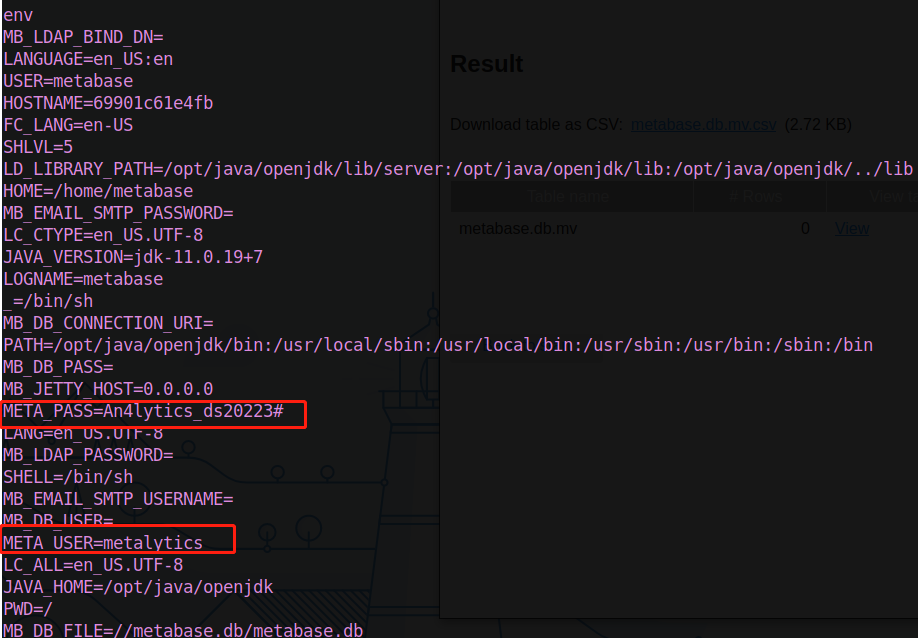 env
MB_LDAP_BIND_DN=
LANGUAGE=en_US:en
USER=metabase
HOSTNAME=69901c61e4fb
FC_LANG=en-US
SHLVL=5
LD_LIBRARY_PATH=/opt/java/openjdk/lib/server:/opt/java/openjdk/lib:/opt/java/openjdk/../lib
HOME=/home/metabase
MB_EMAIL_SMTP_PASSWORD=
LC_CTYPE=en_US.UTF-8
JAVA_VERSION=jdk-11.0.19+7
LOGNAME=metabase
_=/bin/sh
MB_DB_CONNECTION_URI=
PATH=/opt/java/openjdk/bin:/usr/local/sbin:/usr/local/bin:/usr/sbin:/usr/bin:/sbin:/bin
MB_DB_PASS=
MB_JETTY_HOST=0.0.0.0
META_PASS=An4lytics_ds20223#
LANG=en_US.UTF-8
MB_LDAP_PASSWORD=
SHELL=/bin/sh
MB_EMAIL_SMTP_USERNAME=
MB_DB_USER=
META_USER=metalytics
LC_ALL=en_US.UTF-8
JAVA_HOME=/opt/java/openjdk
PWD=/
MB_DB_FILE=//metabase.db/metabase.db
Result
Download table as CSV: metabase.db.mv.csv (2.72 KB)
Table name # Rows View
metabase.db.mv 0 View